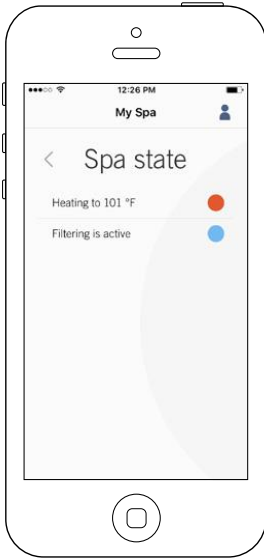 12:26 PM
My Spa
Spa state
Heating to 101 °F
Filtering is active